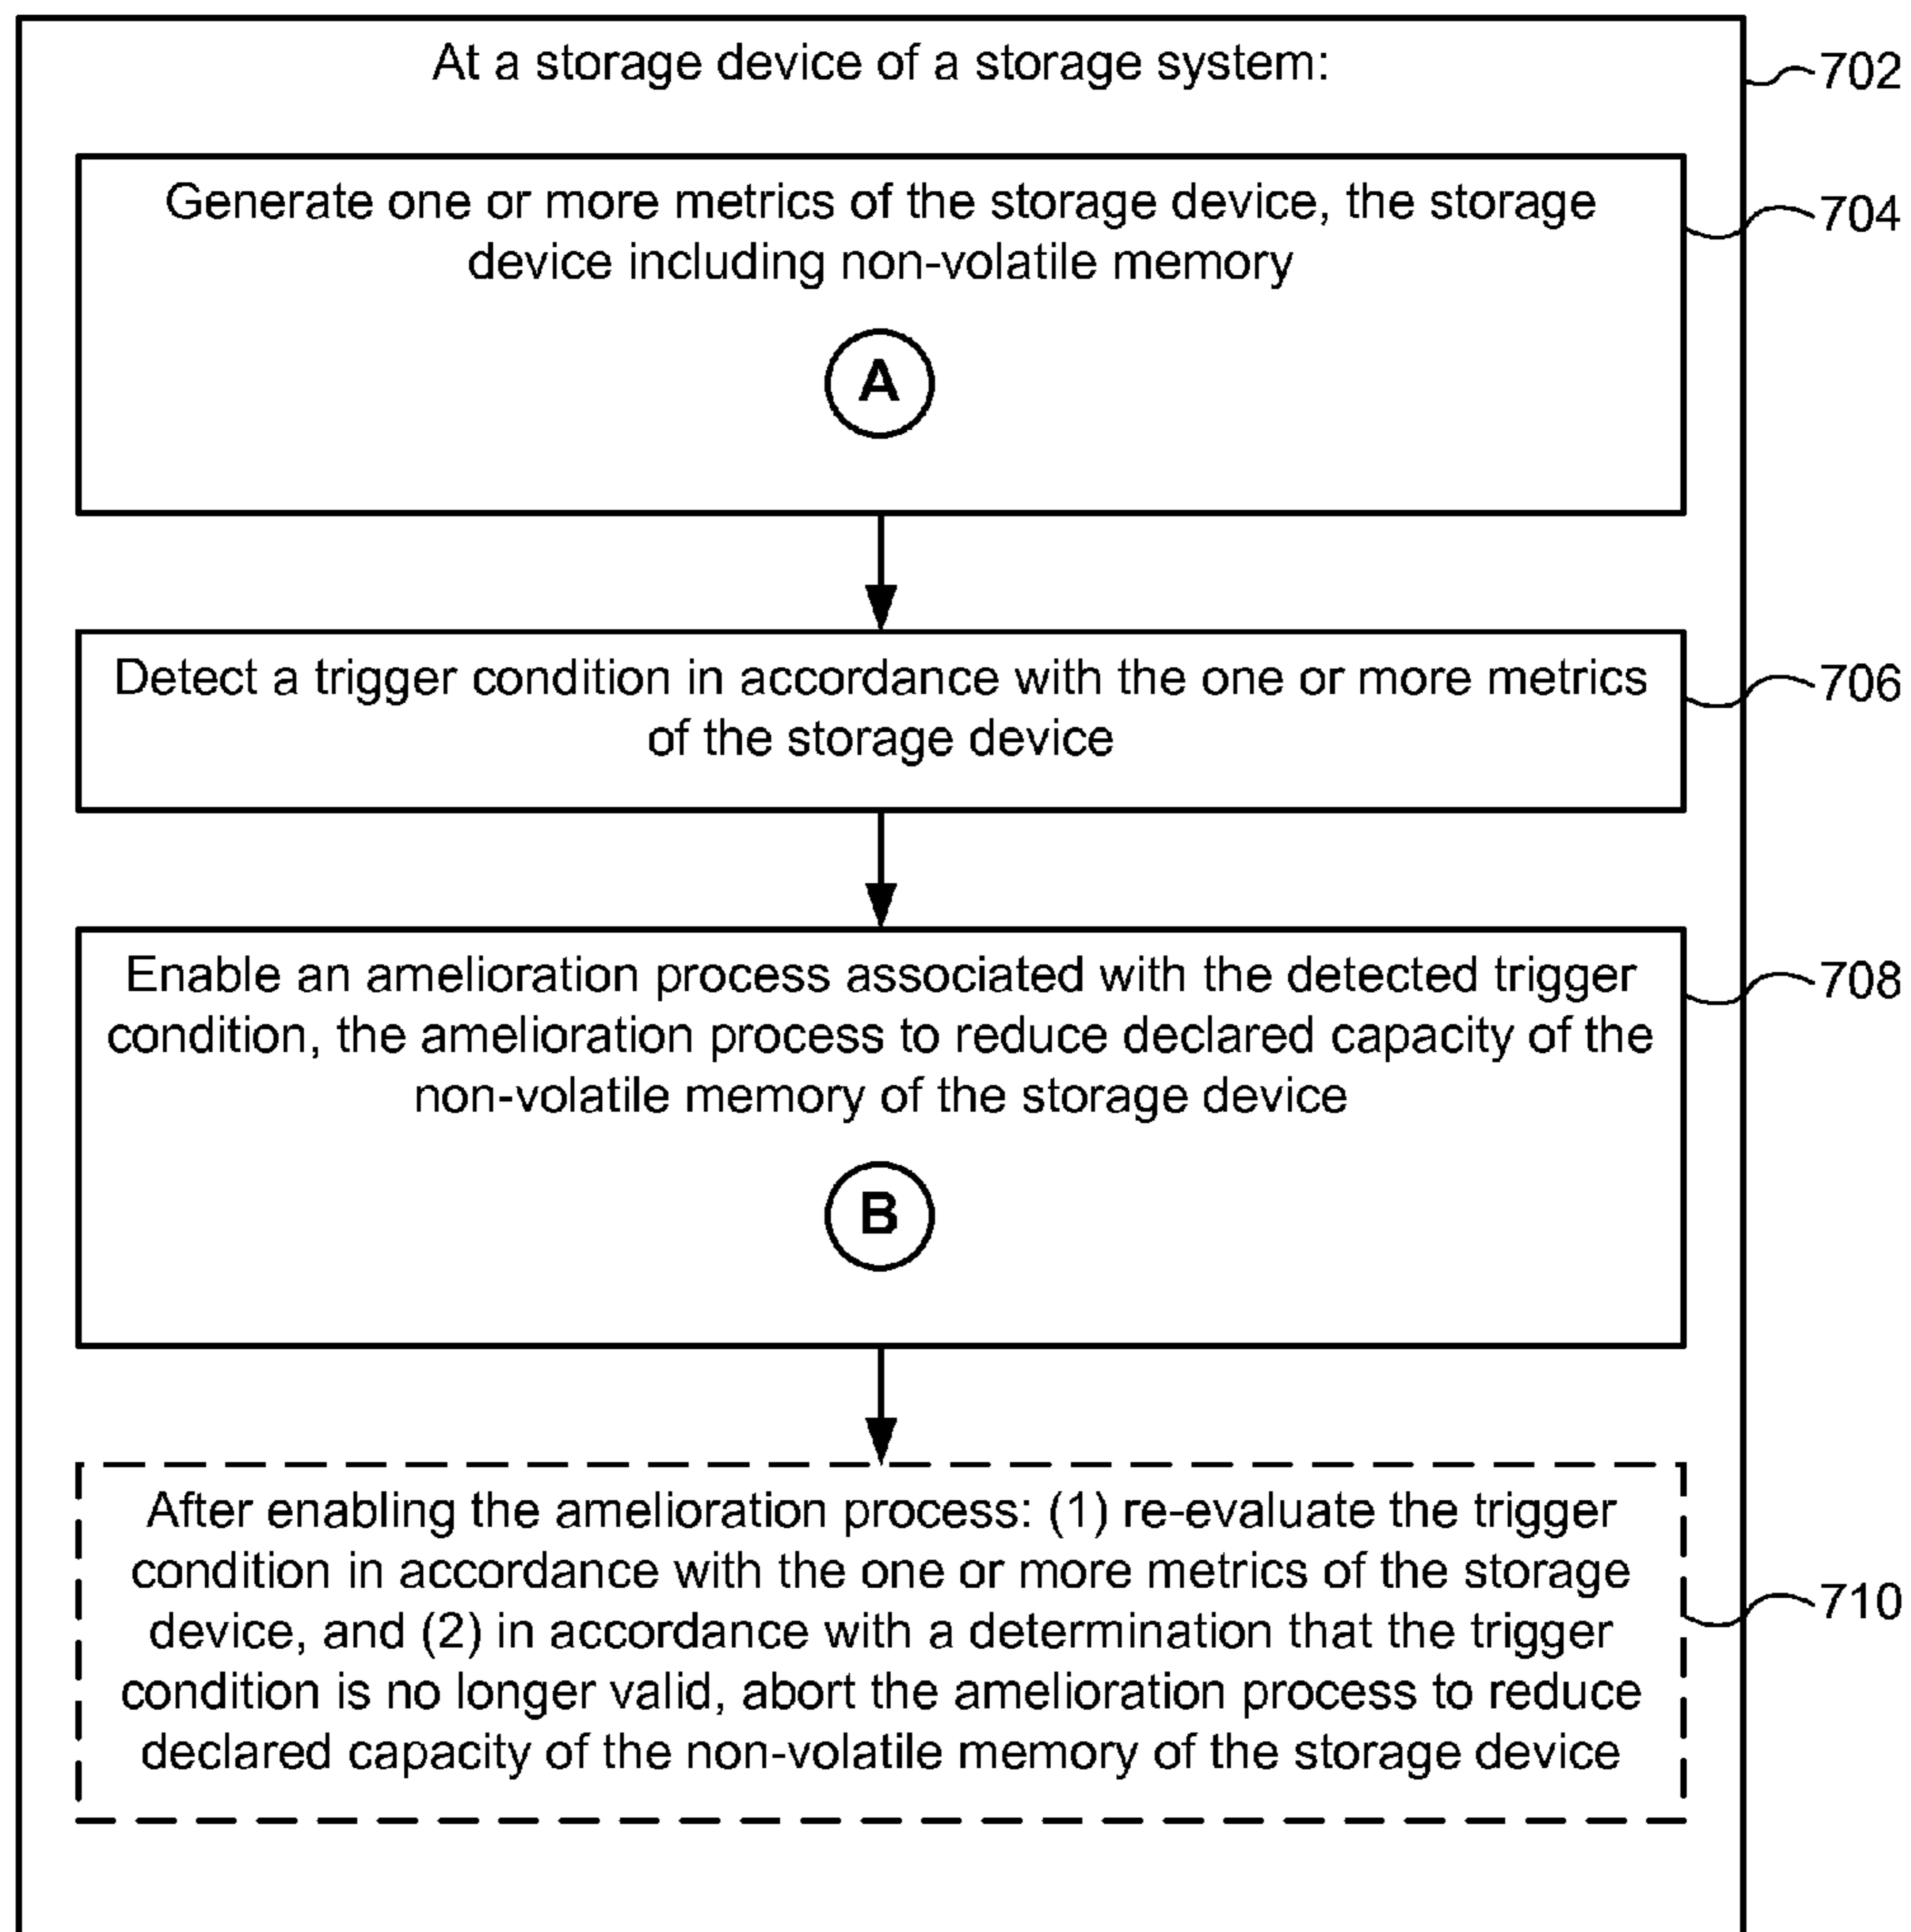 At a storage device of a storage system:
702
Generate one or more metrics of the storage device, the storage
device including non-volatile memory
704
A
Detect a trigger condition in accordance with the one or more metrics
of the storage device
706
Enable an amelioration process associated with the detected trigger
condition, the amelioration process to reduce declared capacity of the
non-volatile memory of the storage device
708
B
After enabling the amelioration process: (1) re-evaluate the trigger
condition in accordance with the one or more metrics of the storage
device, and (2) in accordance with a determination that the trigger
condition is no longer valid, abort the amelioration process to reduce
declared capacity of the non-volatile memory of the storage device
710